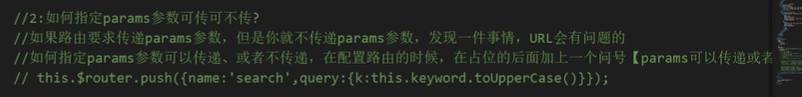 //2:如何指定params参数可传可不传?
//如果路由要求传递params参数，但是你就不传递params参数，发现一件事情，URL会有问题的
//如何指定params参数可以传递、或者不传递，在配置路由的时候，在占位的后面加上一个问号【params可以传递或者
// this.$router.push({name:'search',query:{k:this.keyword.toUpperCase()}});